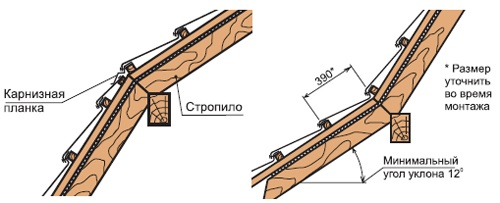 Карнизная
планка
Стропило
390*
* Размер
уточнить
во время
монтажа
Минимальный
угол уклона 12°